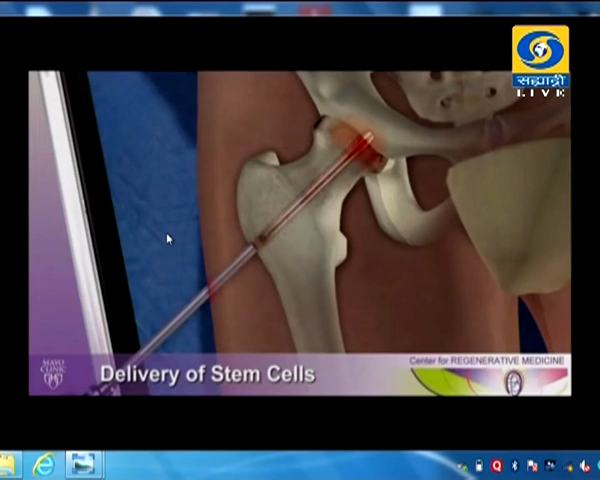 सह्याद्री
LIVE
MAYO
CLINIC
Delivery of Stem Cells
Center for REGENERATIVE MEDICINE